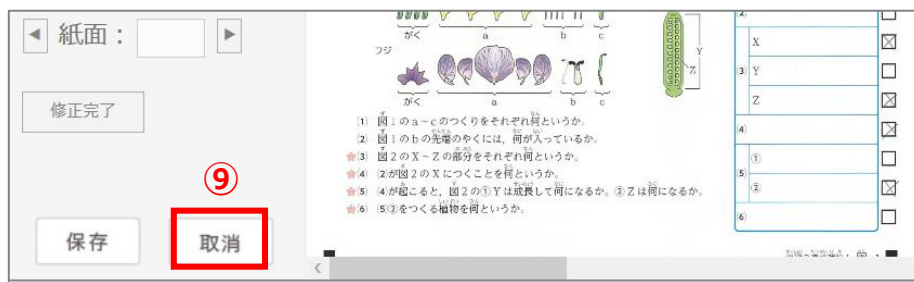 ◀ 紙面： ▶
修正完了
⑨
保存 取消
がく a b c
フジ
がく a b c
Y
Z
(1) 図1のa～cのつくりをそれぞれ何というか。
(2) 図1のbの先端のやくには，何が入っているか。
(3) 図2のX～Zの部分をそれぞれ何というか。
(4) (2)が図2のXにつくことを何というか。
(5) (4)が起こると，図2の①Yは成長して何になるか。②Zは何になるか。
(6) (5)②をつくる植物を何というか。
(2)
X
(3) Y
Z
(4)
①
(5)
②
(6)